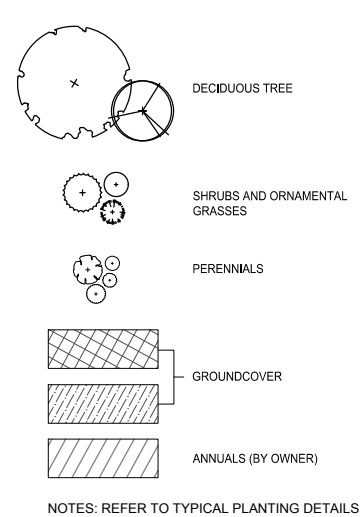 DECIDUOUS TREE
SHRUBS AND ORNAMENTAL
GRASSES
PERENNIALS
GROUNDCOVER
ANNUALS (BY OWNER)
NOTES: REFER TO TYPICAL PLANTING DETAILS